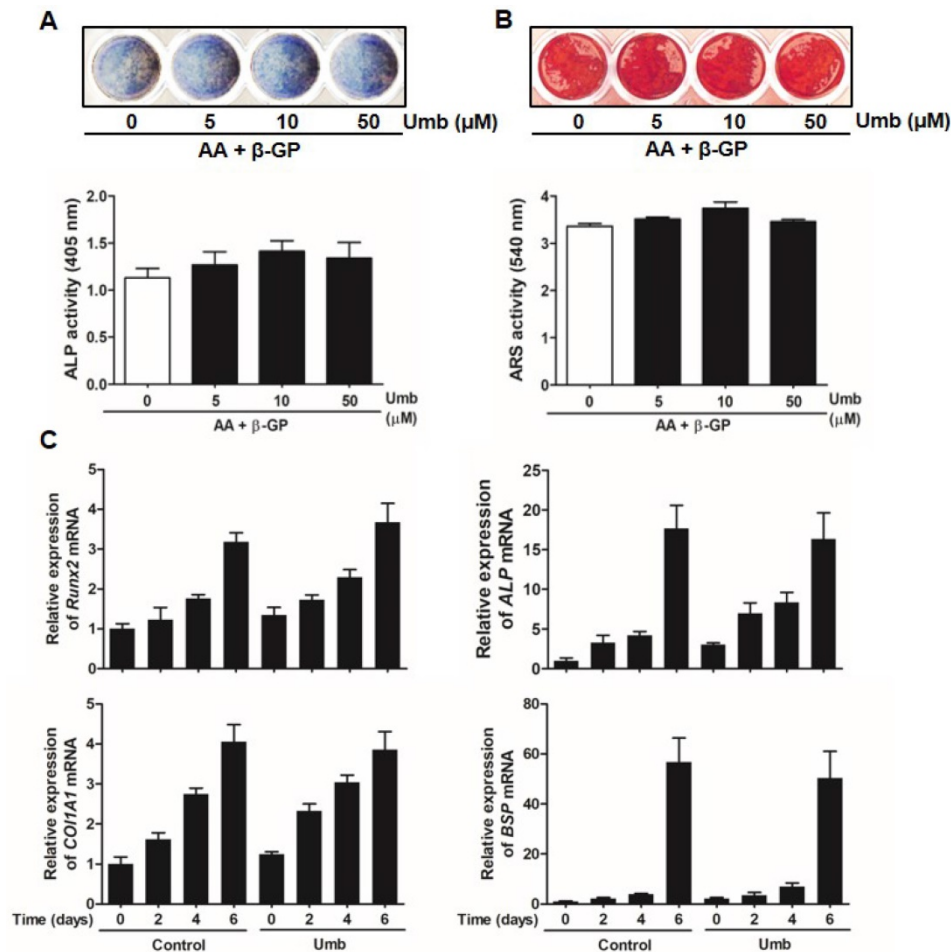 A
0 5 10 50 Umb (µM)
AA + β-GP
2.0
1.5
1.0
0.5
0.0
ALP activity (405 nm)
0 5 10 50 Umb
(µM)
AA + β-GP
B
0 5 10 50 Umb (µM)
AA + β-GP
4
3
2
1
0
ARS activity (540 nm)
0 5 10 50 Umb
(µM)
AA + β-GP
C
Relative expression
of Runx2 mRNA
5
4
3
2
1
0
Relative expression
of ALP mRNA
25
20
15
10
5
0
Relative expression
of COl1A1 mRNA
5
4
3
2
1
0
Time (days) 0 2 4 6 0 2 4 6
Control Umb
Relative expression
of BSP mRNA
80
60
40
20
0
0 2 4 6 0 2 4 6
Control Umb